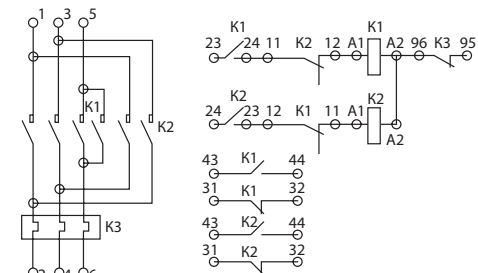 1 3 5
K1
K2
K3
2 4 6
K1 K1
23 24 11 K2 12 A1 A2 96 K3 95
K2 K2
24 23 12 K1 11 A1
A2
43 K1 44
31 K1 32
43 K2 44
31 K2 32